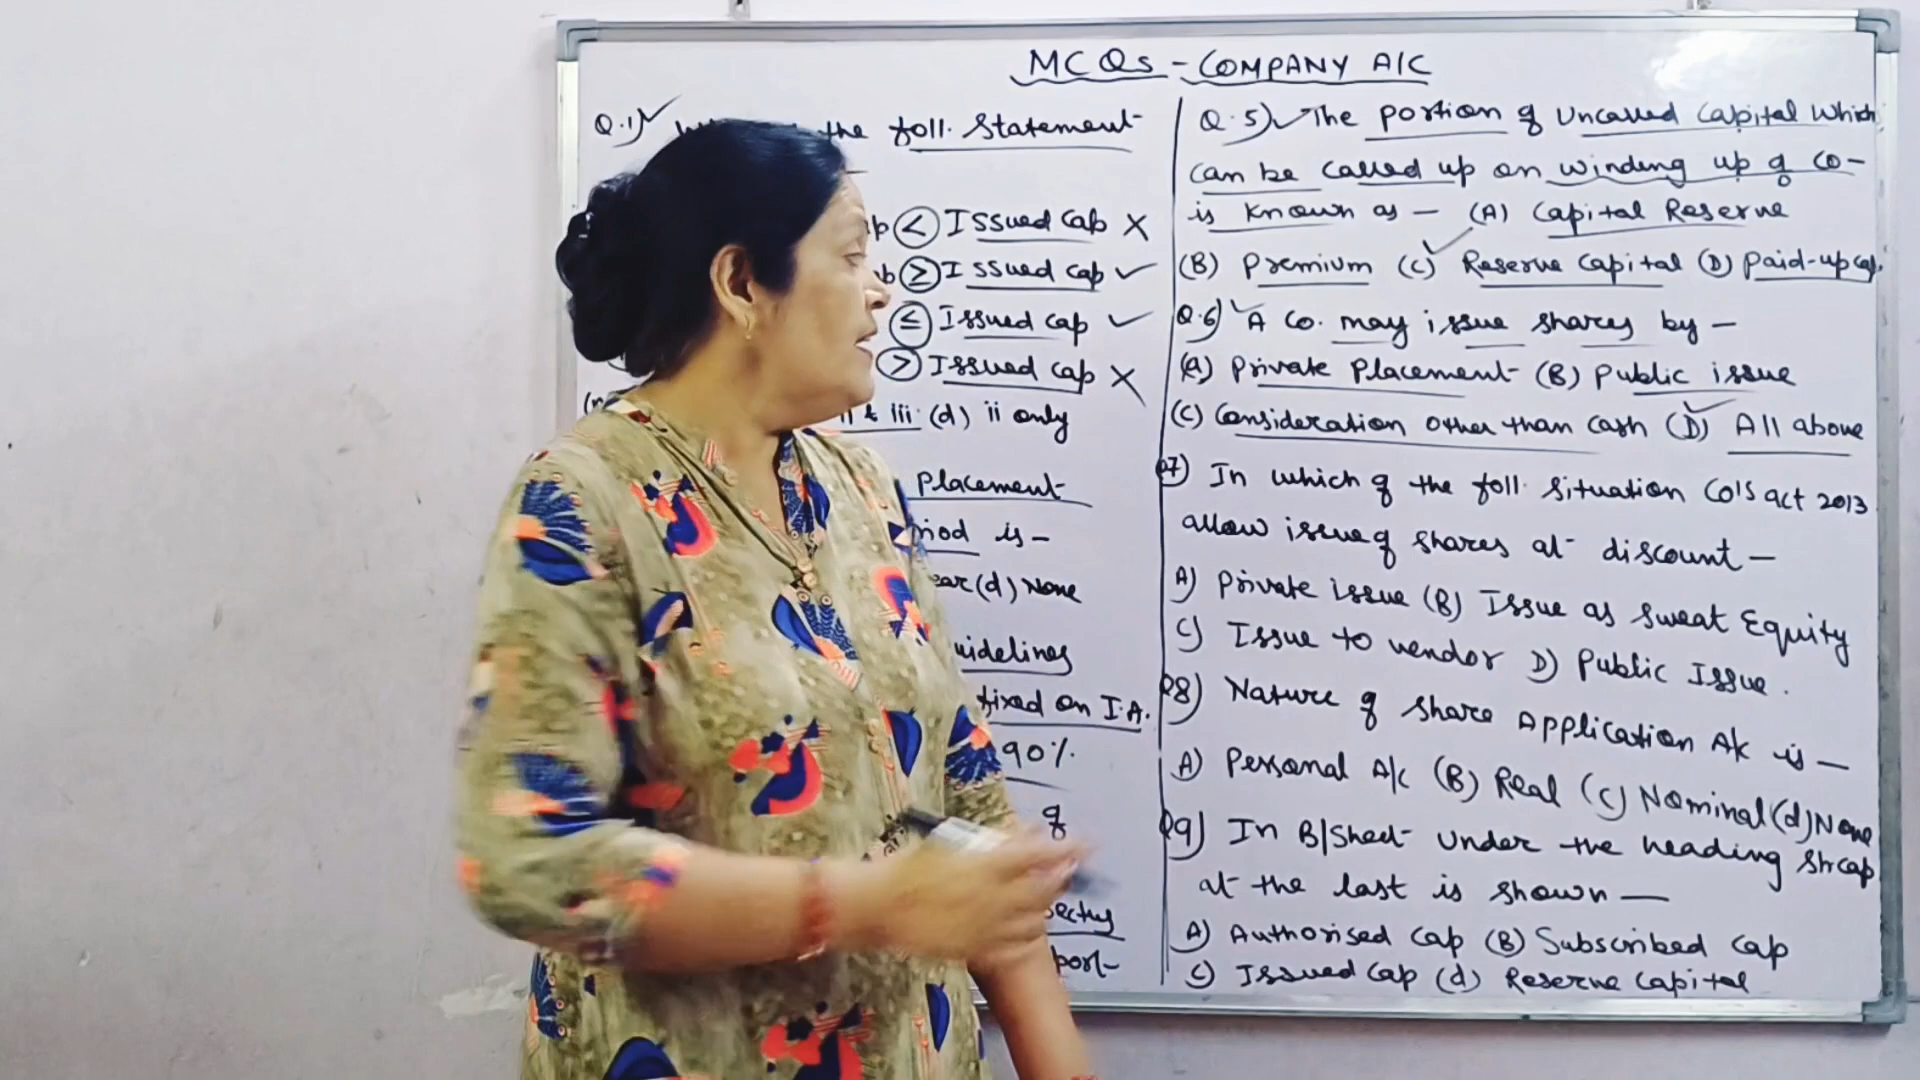 MCQs - COMPANY A/C
Q.1) the foll. Statement
< Issued Cap ✗
≥ Issued Cap ✓
≤ Issued Cap ✓
> Issued Cap ✗
ii & iii (d) ii only
Placement
is -
(d) None
fixed on I.A.
90%.
of
Q.5) The portion of Uncalled Capital Which
Can be Called up on winding up of Co -
is known as - (A) Capital Reserve
(B) Premium (C) Reserve Capital (D) Paid-up Cap.
Q.6) A Co. may issue shares by -
(A) Private Placement (B) Public issue
(C) Consideration other than Cash (D) All above
Q7) In which of the foll. Situation Co's act 2013
allow issue of shares at discount -
A) Private issue (B) Issue as Sweat Equity
C) Issue to vendor D) Public Issue.
Q8) Nature of Share Application A/c is -
A) Personal A/c (B) Real (C) Nominal (d) None
Q9) In B/Sheet Under the heading Shr cap
at the last is shown -
A) Authorised Cap (B) Subscribed Cap
C) Issued Cap (d) Reserve Capital